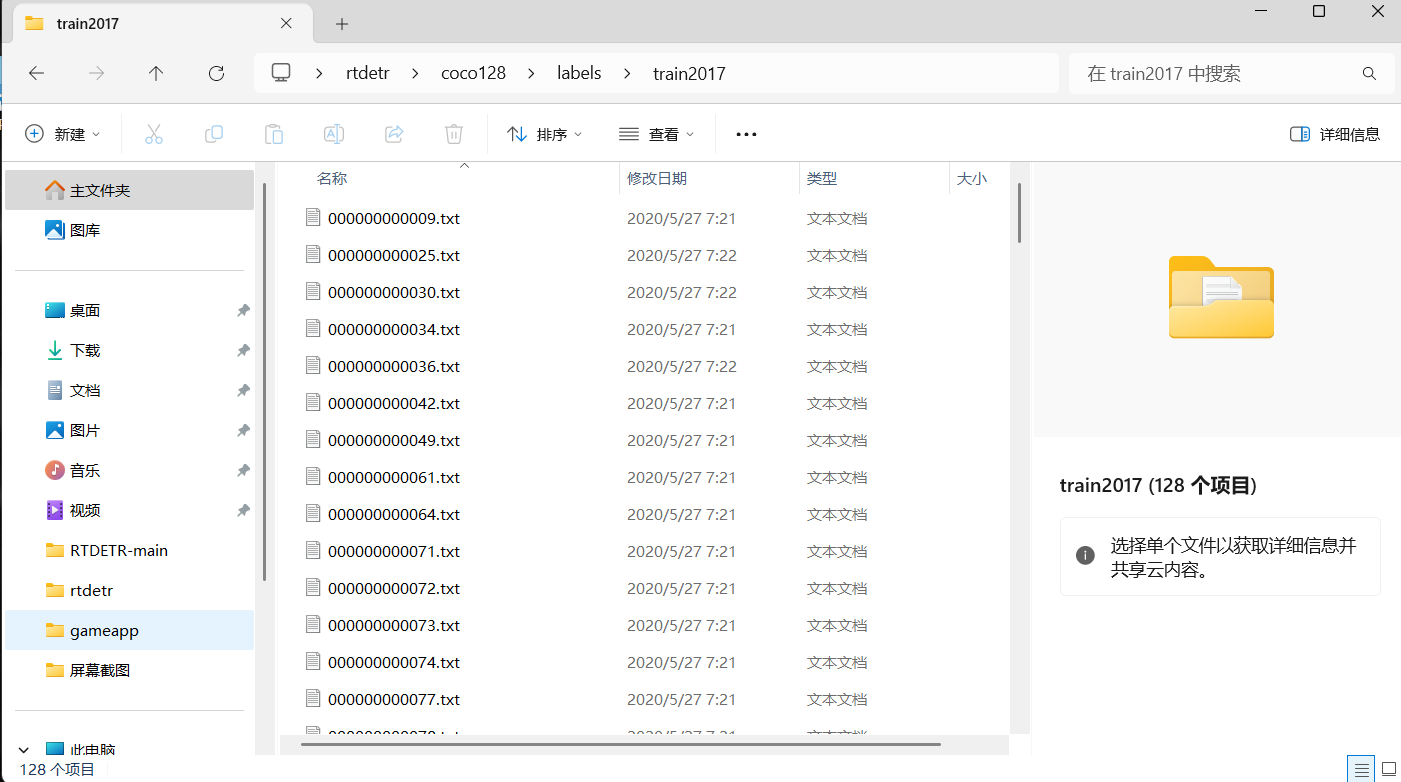 train2017
rtdetr
coco128
labels
train2017
在 train2017 中搜索
新建
排序
查看
详细信息
主文件夹
图库
桌面
下载
文档
图片
音乐
视频
RTDETR-main
rtdetr
gameapp
屏幕截图
此电脑
名称 修改日期 类型 大小
000000000009.txt 2020/5/27 7:21 文本文档
000000000025.txt 2020/5/27 7:22 文本文档
000000000030.txt 2020/5/27 7:22 文本文档
000000000034.txt 2020/5/27 7:21 文本文档
000000000036.txt 2020/5/27 7:22 文本文档
000000000042.txt 2020/5/27 7:21 文本文档
000000000049.txt 2020/5/27 7:21 文本文档
000000000061.txt 2020/5/27 7:21 文本文档
000000000064.txt 2020/5/27 7:21 文本文档
000000000071.txt 2020/5/27 7:21 文本文档
000000000072.txt 2020/5/27 7:21 文本文档
000000000073.txt 2020/5/27 7:21 文本文档
000000000074.txt 2020/5/27 7:21 文本文档
000000000077.txt 2020/5/27 7:21 文本文档
train2017 (128 个项目)
选择单个文件以获取详细信息并
共享云内容。
128 个项目